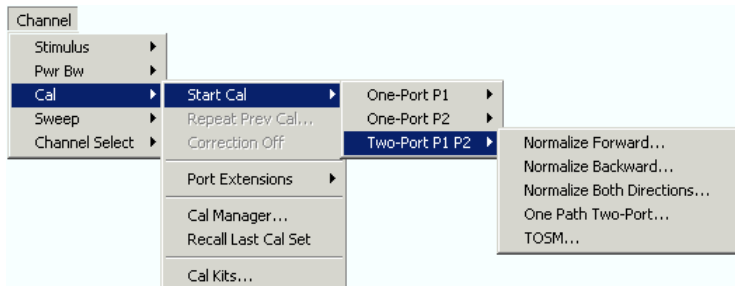 Channel
Stimulus
Pwr Bw
Cal
Sweep
Channel Select
Start Cal
Repeat Prev Cal...
Correction Off
Port Extensions
Cal Manager...
Recall Last Cal Set
Cal Kits...
One-Port P1
One-Port P2
Two-Port P1 P2
Normalize Forward...
Normalize Backward...
Normalize Both Directions...
One Path Two-Port...
TOSM...